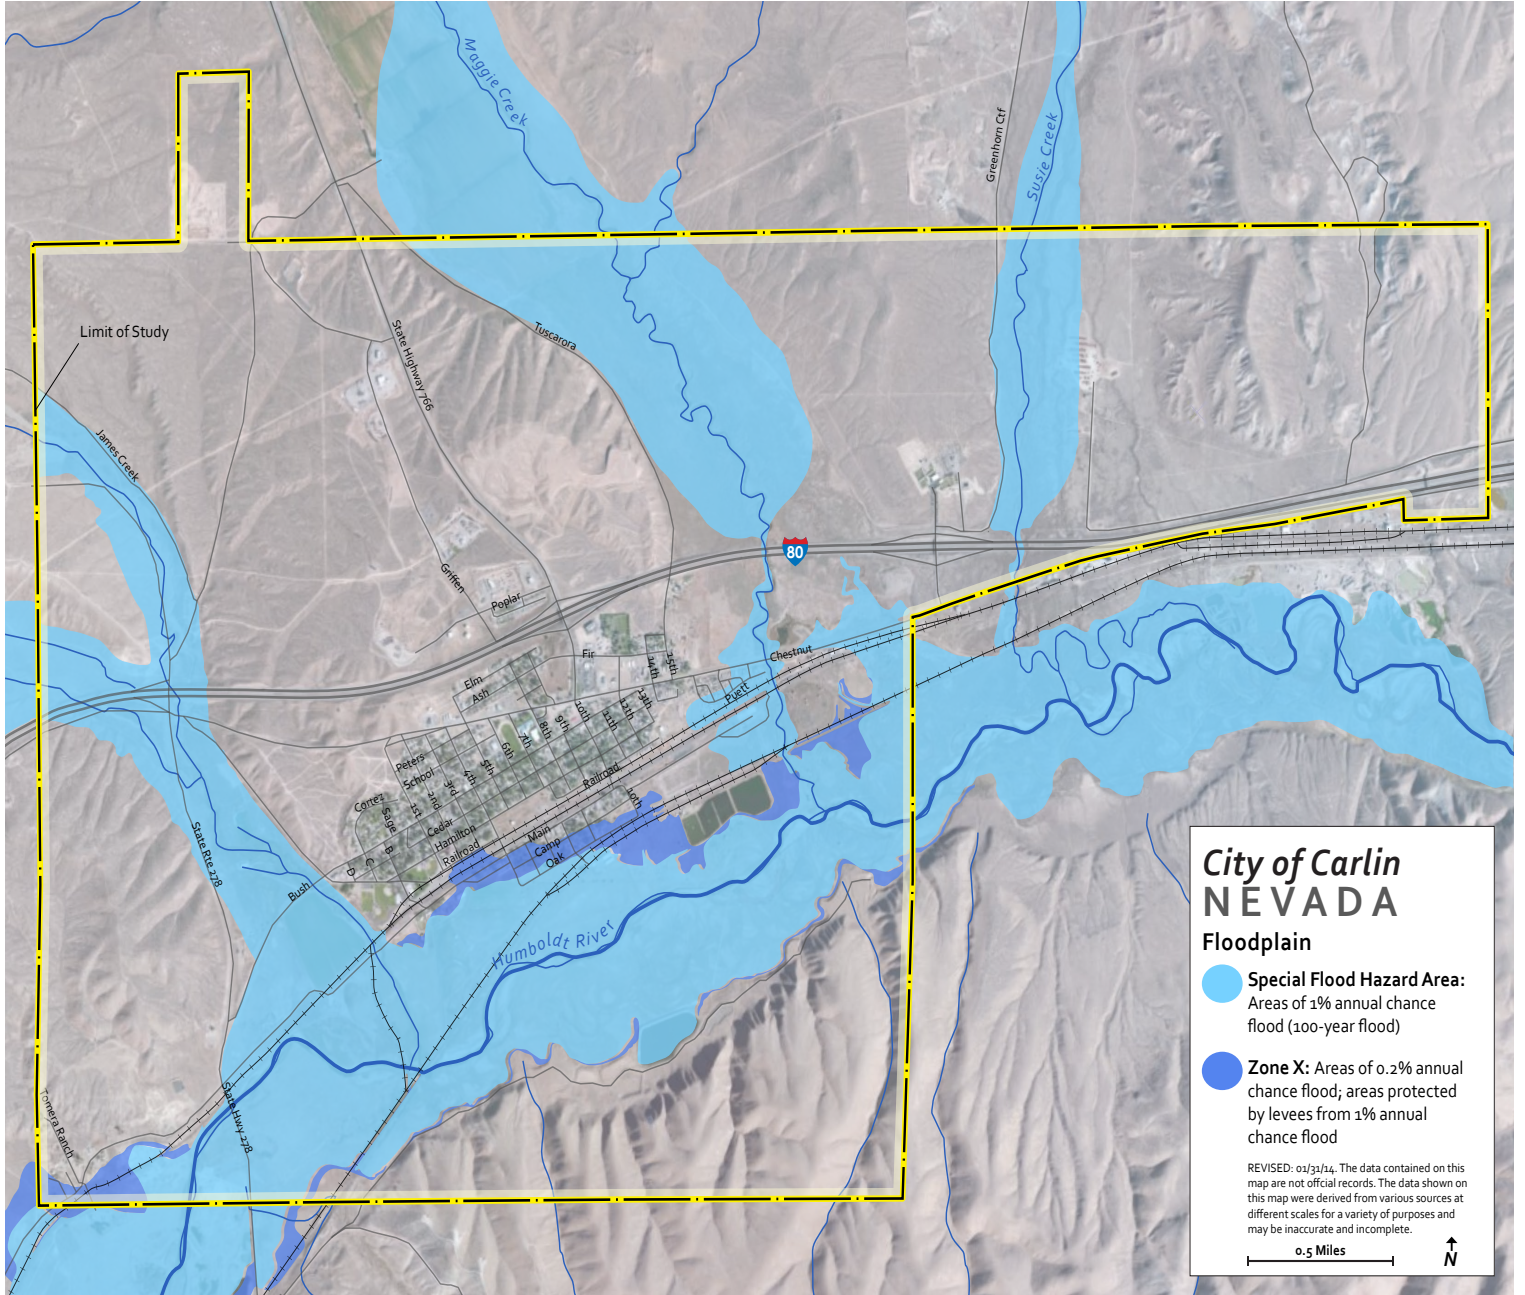 Maggie Creek
Greenhorn Ctf
Susie Creek
Limit of Study
State Highway 766
Tuscarora
James Creek
80
Griffen
Poplar
Fir
14th
15th
Chestnut
Elm
Ash
Puett
13th
12th
11th
10th
9th
8th
7th
6th
5th
4th
3rd
2nd
1st
Peters
School
Cortez
Sage
B
C
D
Cedar
Hamilton
Railroad
Railroad
10th
Main
Camp
Oak
Bush
State Rte 278
Humboldt River
State Hwy 278
Tomera Ranch
City of Carlin
NEVADA
Floodplain
Special Flood Hazard Area:
Areas of 1% annual chance
flood (100-year flood)
Zone X: Areas of 0.2% annual
chance flood; areas protected
by levees from 1% annual
chance flood
REVISED: 01/31/14. The data contained on this
map are not offcial records. The data shown on
this map were derived from various sources at
different scales for a variety of purposes and
may be inaccurate and incomplete.
0.5 Miles
N